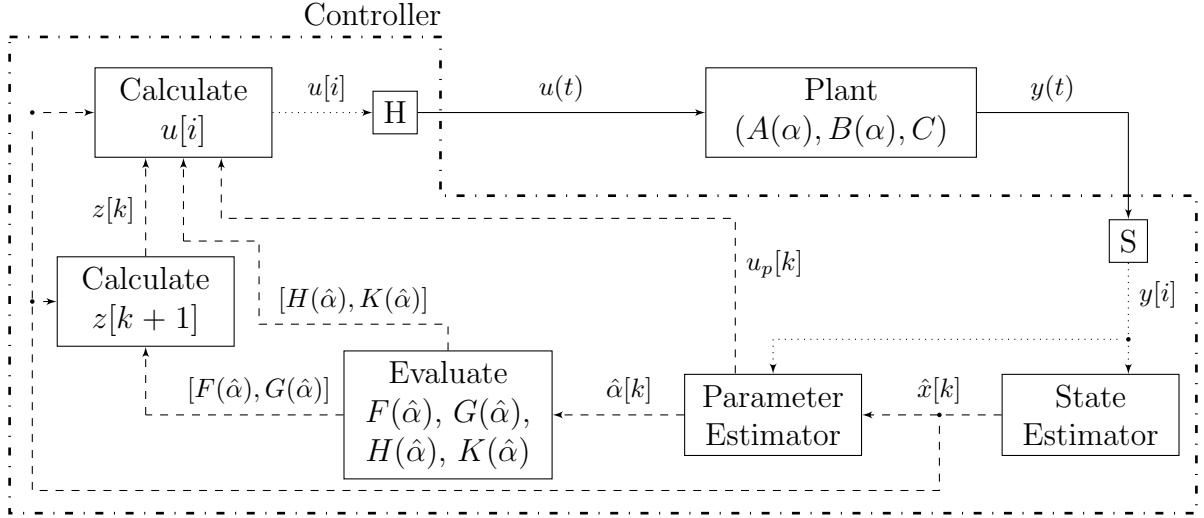 Controller
Calculate
u[i]
u[i]
H
u(t)
Plant
(A(α), B(α), C)
y(t)
z[k]
S
u_p[k]
y[i]
Calculate
z[k + 1]
[H(α̂), K(α̂)]
[F(α̂), G(α̂)]
Evaluate
F(α̂), G(α̂),
H(α̂), K(α̂)
α̂[k]
Parameter
Estimator
x̂[k]
State
Estimator